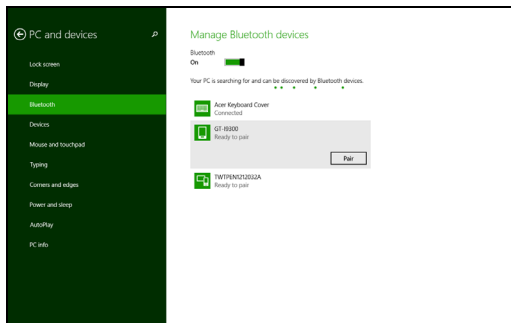 PC and devices
Lock screen
Display
Bluetooth
Devices
Mouse and touchpad
Typing
Corners and edges
Power and sleep
AutoPlay
PC info
Manage Bluetooth devices
Bluetooth
On
Your PC is searching for and can be discovered by Bluetooth devices.
Acer Keyboard Cover
Connected
GT-I9300
Ready to pair
Pair
TWTPEN1212032A
Ready to pair